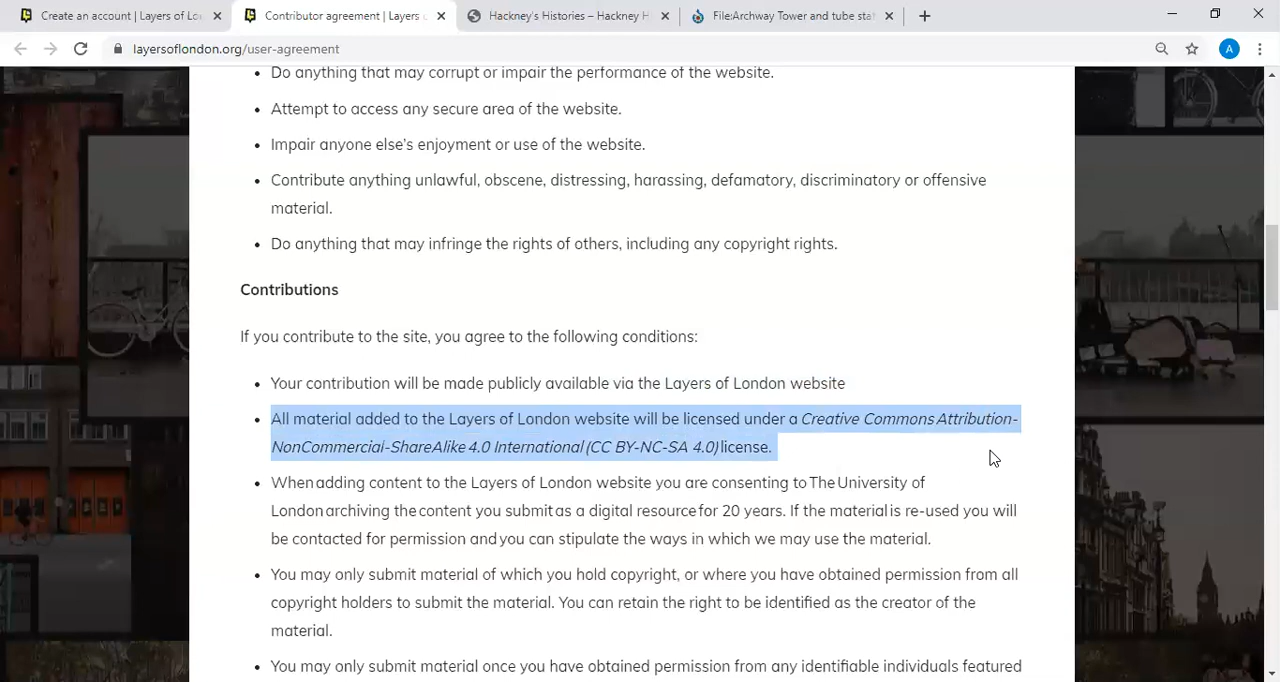 Create an account | Layers of Lo
Contributor agreement | Layers
Hackney's Histories – Hackney H
File:Archway Tower and tube sta
layersoflondon.org/user-agreement
A
• Do anything that may corrupt or impair the performance of the website.
• Attempt to access any secure area of the website.
• Impair anyone else's enjoyment or use of the website.
• Contribute anything unlawful, obscene, distressing, harassing, defamatory, discriminatory or offensive
material.
• Do anything that may infringe the rights of others, including any copyright rights.
Contributions
If you contribute to the site, you agree to the following conditions:
• Your contribution will be made publicly available via the Layers of London website
• All material added to the Layers of London website will be licensed under a Creative Commons Attribution-
NonCommerciai-ShareAlike 4.0 International (CC BY-NC-SA 4.0) license.
• When adding content to the Layers of London website you are consenting to The University of
London archiving the content you submit as a digital resource for 20 years. If the material is re-used you will
be contacted for permission and you can stipulate the ways in which we may use the material.
• You may only submit material of which you hold copyright, or where you have obtained permission from all
copyright holders to submit the material. You can retain the right to be identified as the creator of the
material.
• You may only submit material once you have obtained permission from any identifiable individuals featured